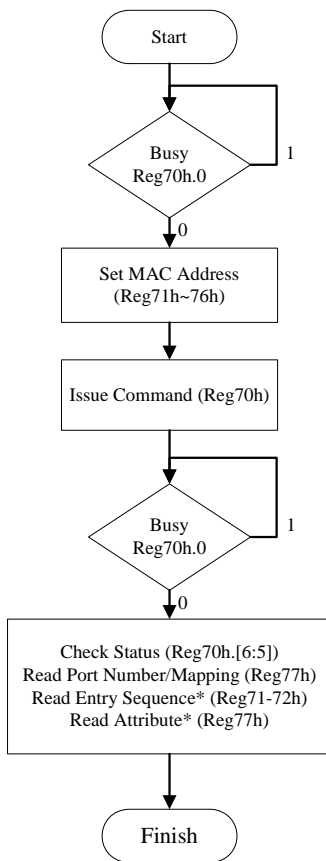 Start
Busy
Reg70h.0
1
0
Set MAC Address
(Reg71h~76h)
Issue Command (Reg70h)
Busy
Reg70h.0
1
0
Check Status (Reg70h.[6:5])
Read Port Number/Mapping (Reg77h)
Read Entry Sequence* (Reg71-72h)
Read Attribute* (Reg77h)
Finish